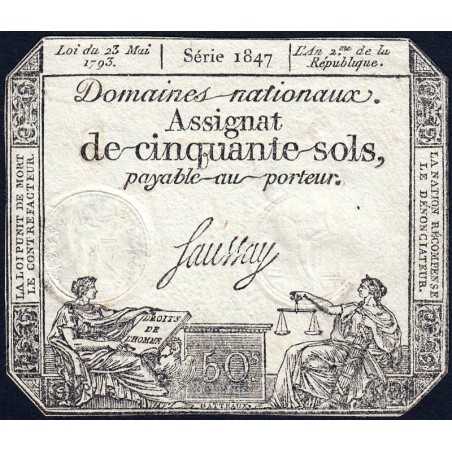 Loi du 23 Mai
1793.
Série 1847
L'An 2.me de la
République.
Domaines nationaux.
Assignat
de cinquante sols,
payable au porteur.
LA LOI PUNIT DE MORT
LE CONTREFACTEUR.
LA NATION RÉCOMPENSE
LE DÉNONCIATEUR.
Saussay
DROITS
DE
L'HOMME
50s
GATTEAUX